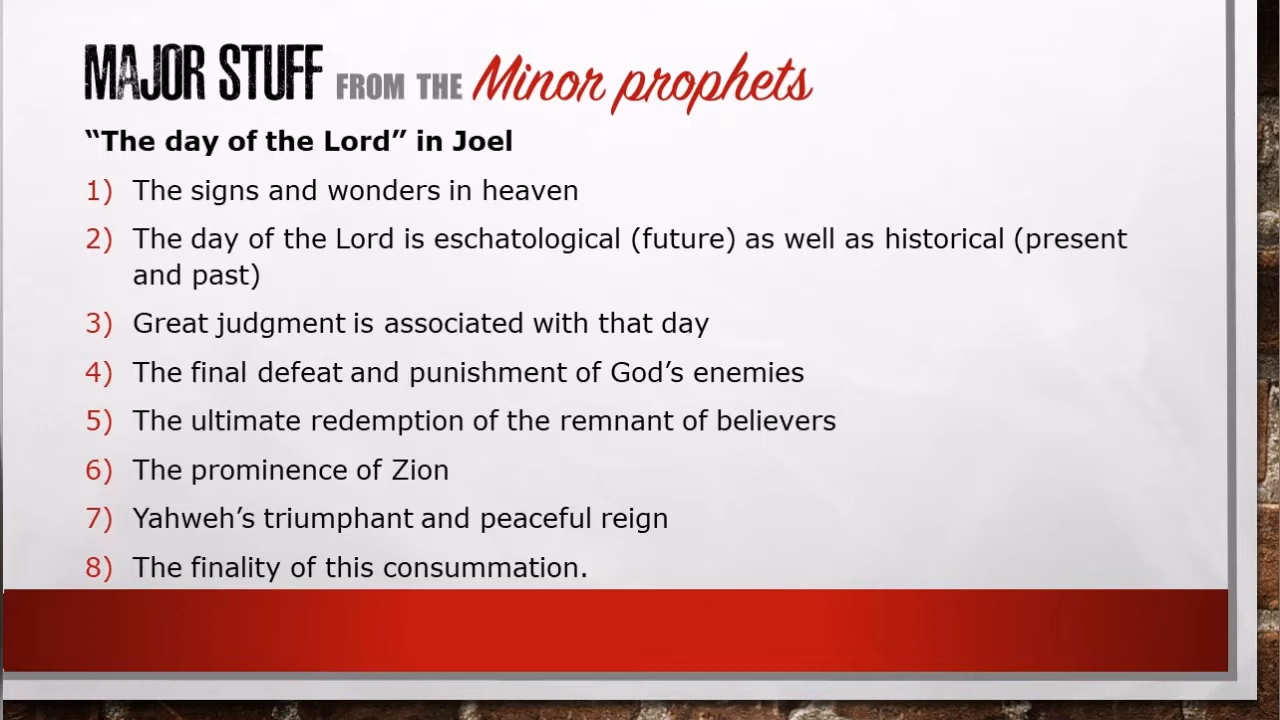 MAJOR STUFF FROM THE Minor prophets
“The day of the Lord” in Joel
1) The signs and wonders in heaven
2) The day of the Lord is eschatological (future) as well as historical (present
and past)
3) Great judgment is associated with that day
4) The final defeat and punishment of God’s enemies
5) The ultimate redemption of the remnant of believers
6) The prominence of Zion
7) Yahweh’s triumphant and peaceful reign
8) The finality of this consummation.